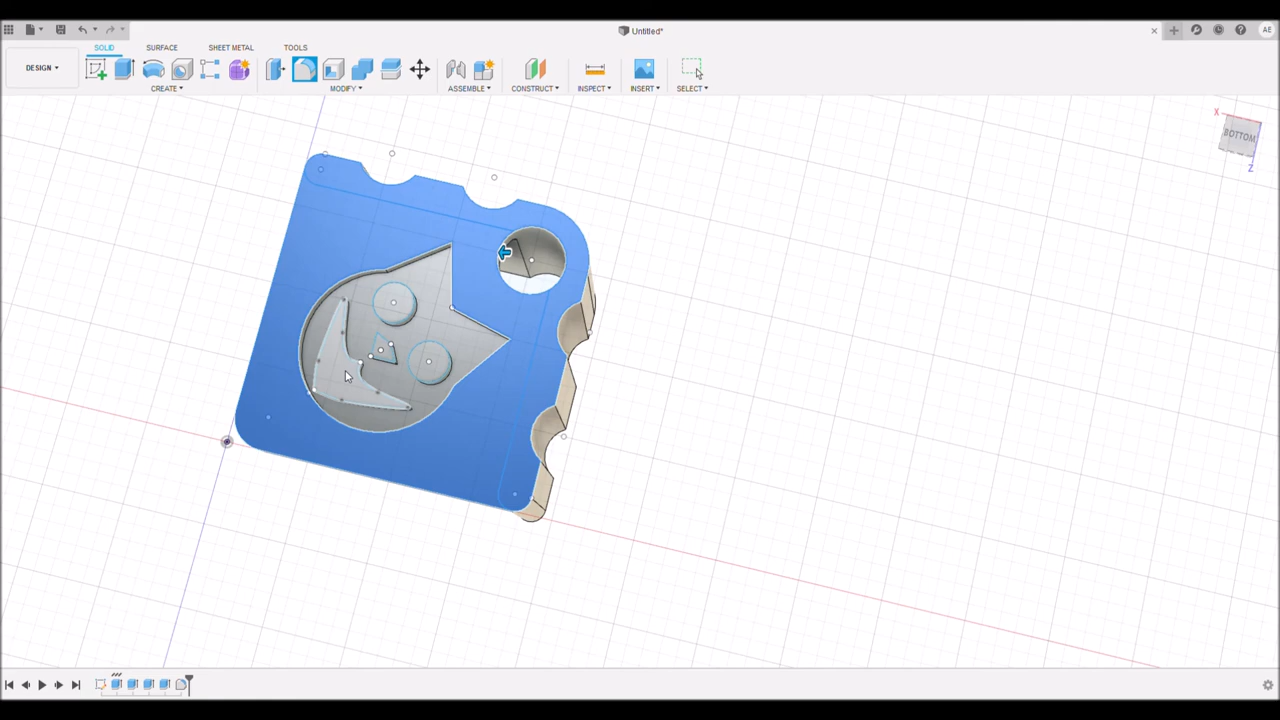 Untitled*
AE
SOLID SURFACE SHEET METAL TOOLS
DESIGN
CREATE MODIFY ASSEMBLE CONSTRUCT INSPECT INSERT SELECT
X
BOTTOM
Z